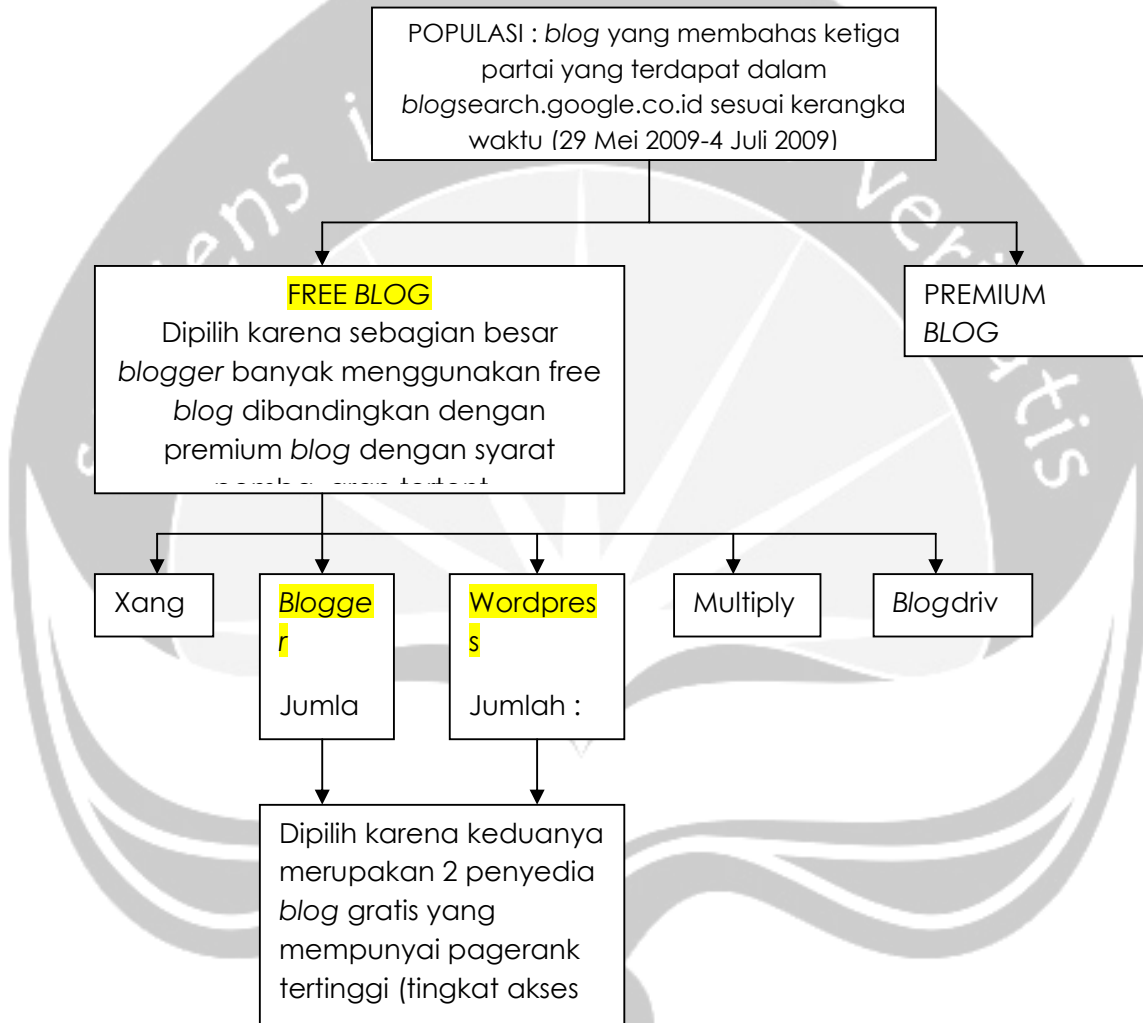 POPULASI : blog yang membahas ketiga
partai yang terdapat dalam
blogsearch.google.co.id sesuai kerangka
waktu (29 Mei 2009-4 Juli 2009)
FREE BLOG
Dipilih karena sebagian besar
blogger banyak menggunakan free
blog dibandingkan dengan
premium blog dengan syarat
PREMIUM
BLOG
Xang
Blogge
r
Jumla
Wordpres
s
Jumlah :
Multiply
Blogdriv
Dipilih karena keduanya
merupakan 2 penyedia
blog gratis yang
mempunyai pagerank
tertinggi (tingkat akses